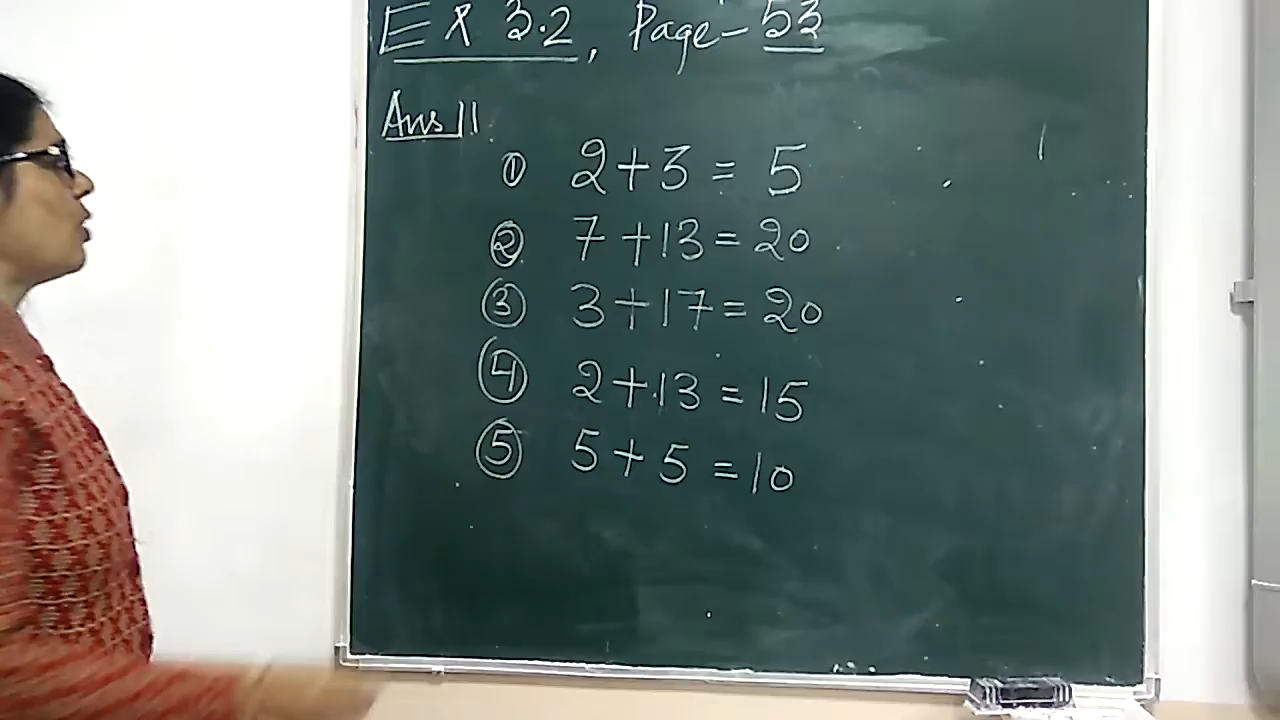 Ex 3.2, Page - 53
Ans 11
① 2+3 = 5
② 7+13 = 20
③ 3+17 = 20
④ 2+13 = 15
⑤ 5+5 = 10